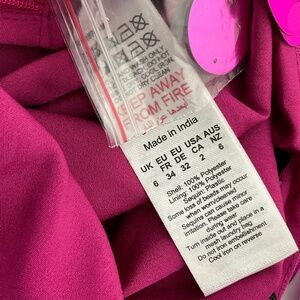 KEEP AWAY
FROM FIRE
Made in India
UK EU EU USA AUS
FR DE CA NZ
6 34 32 2 6
Shell: 100% Polyester
Lining: 100% Polyester
Sequin: Plastic
Some loss of beads may occur
when worn/cleaned
Sequins can cause minor
irritation. Please take care
during wear
Turn inside out and place in a
mesh laundry bag
Do not iron embellishment
Cool iron on reverse